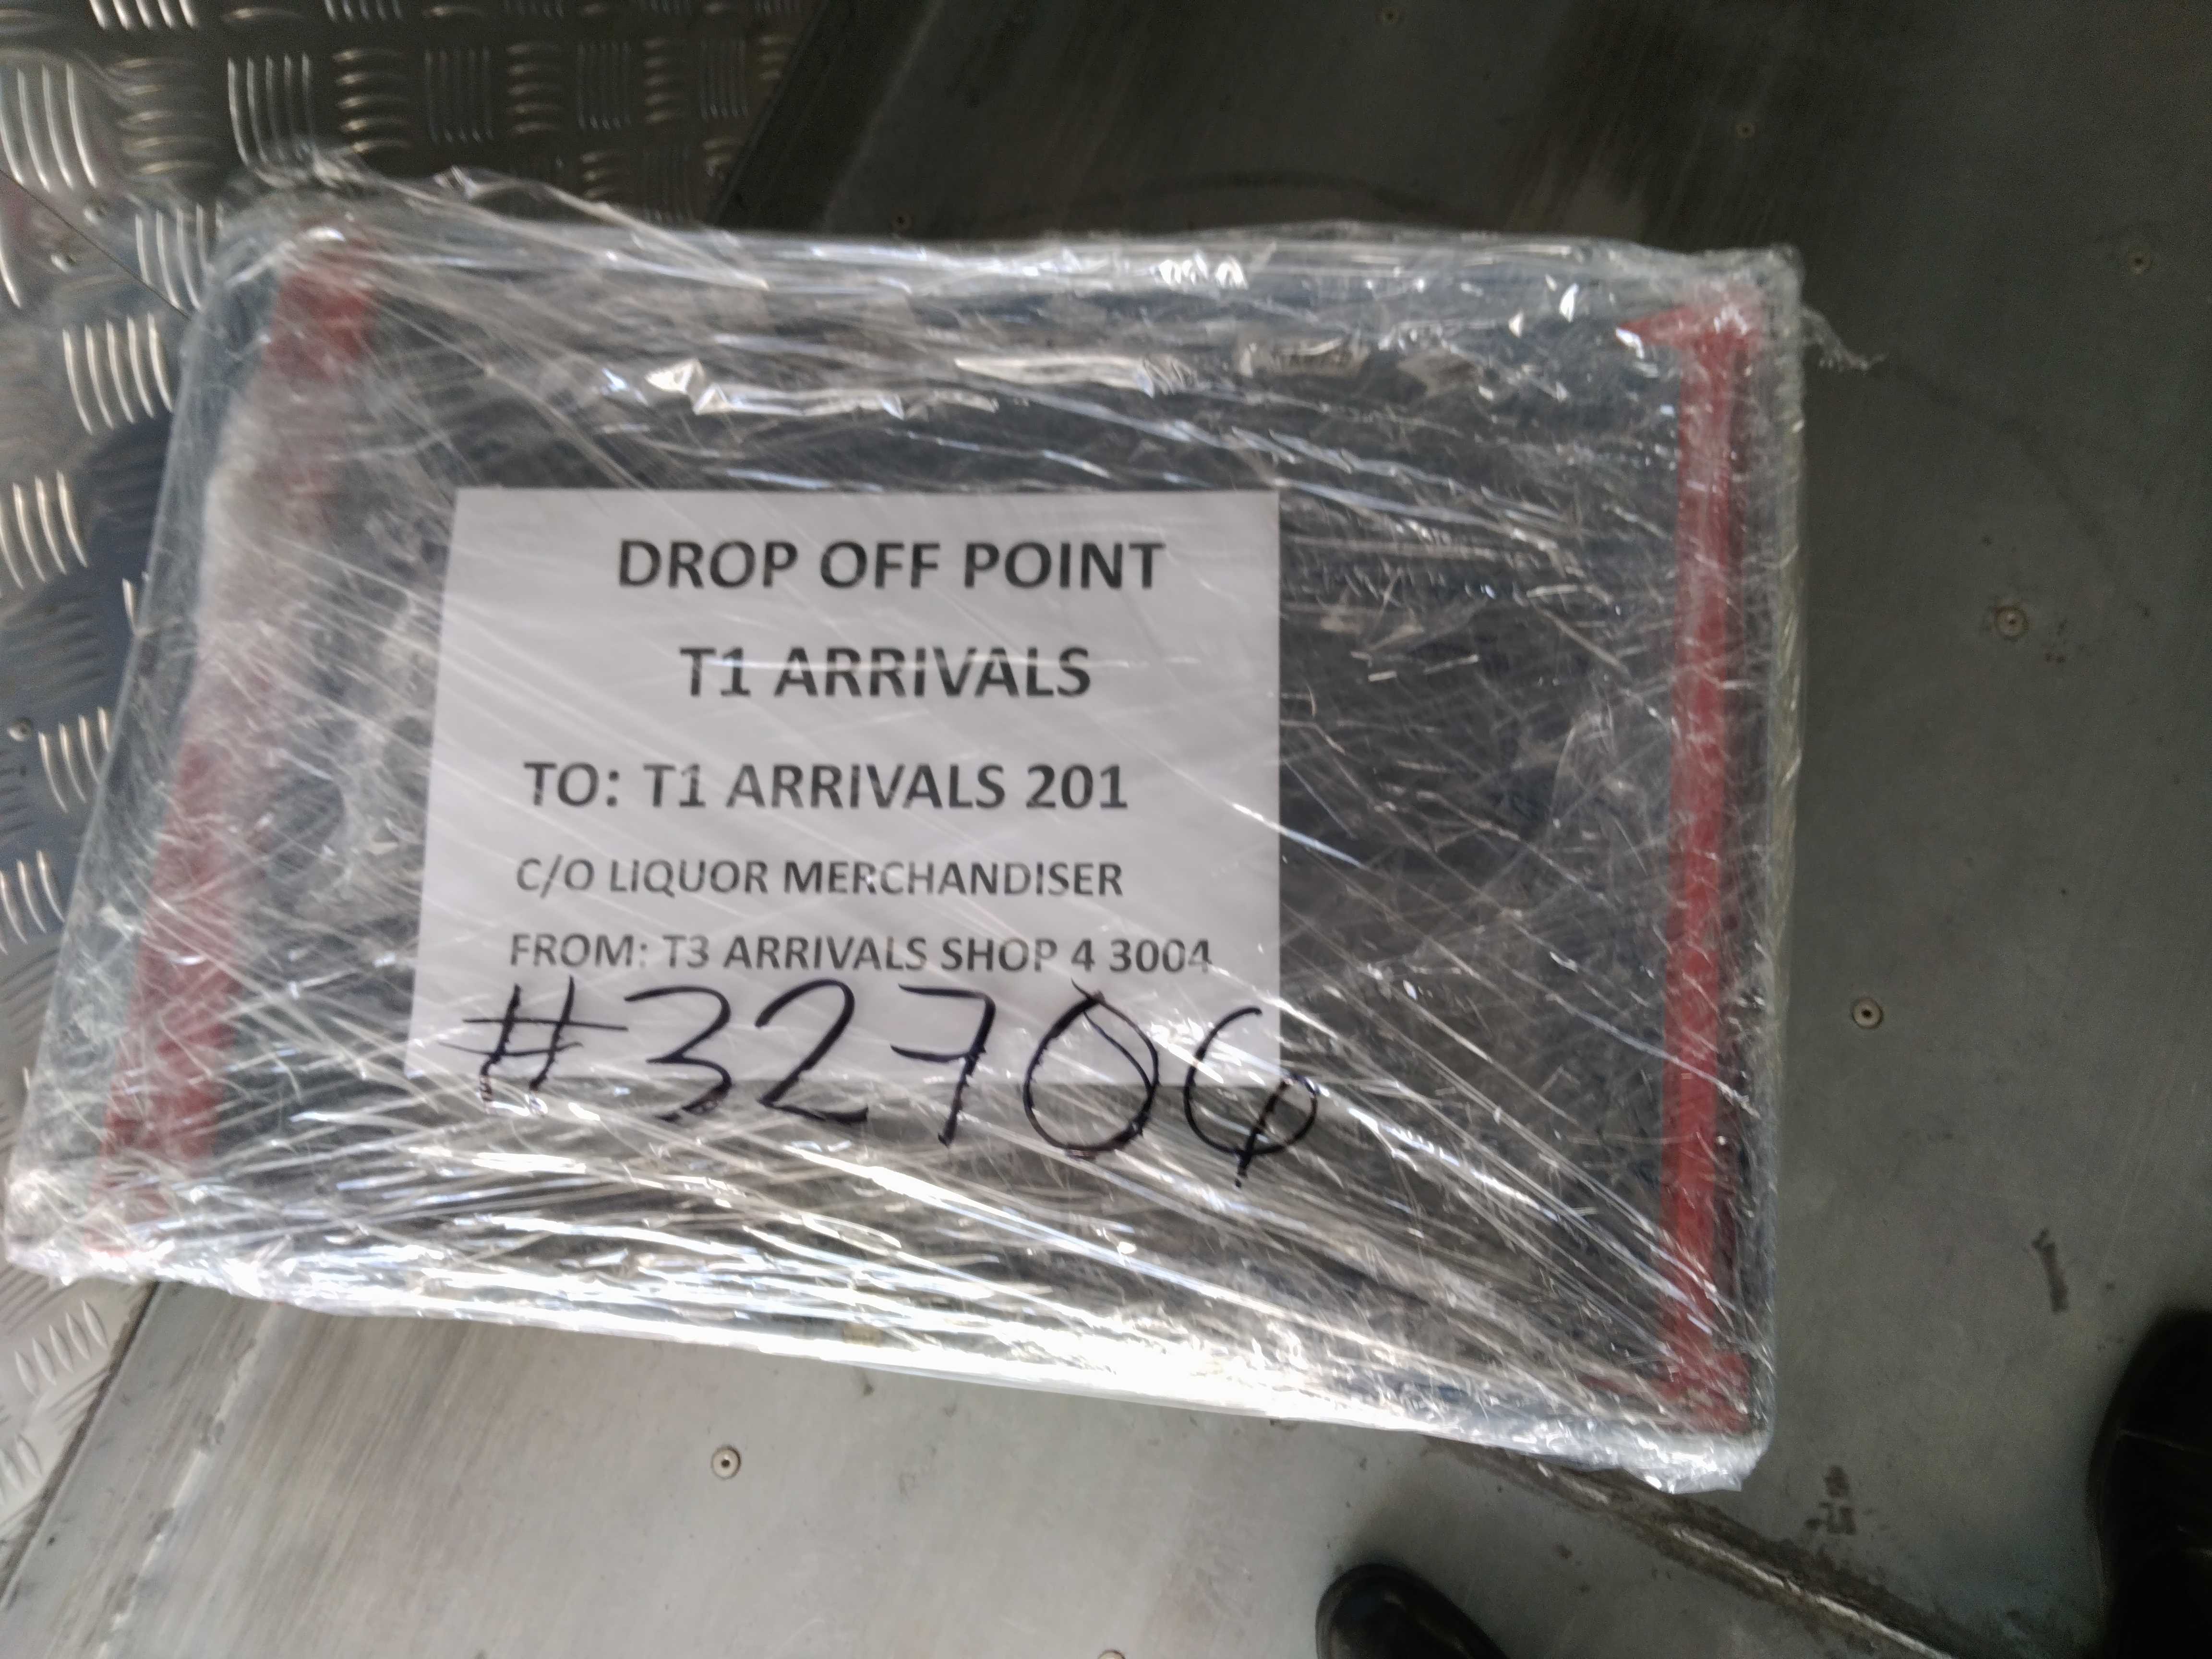 DROP OFF POINT
T1 ARRIVALS
TO: T1 ARRIVALS 201
C/O LIQUOR MERCHANDISER
FROM: T3 ARRIVALS SHOP 4 3004
#32706